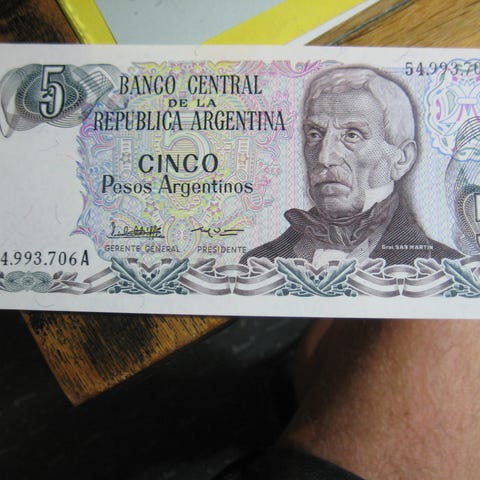 5
54.993.70
BANCO CENTRAL
DE LA
REPUBLICA ARGENTINA
CINCO
Pesos Argentinos
GERENTE GENERAL PRESIDENTE
Gral. SAN MARTIN
4.993.706 A